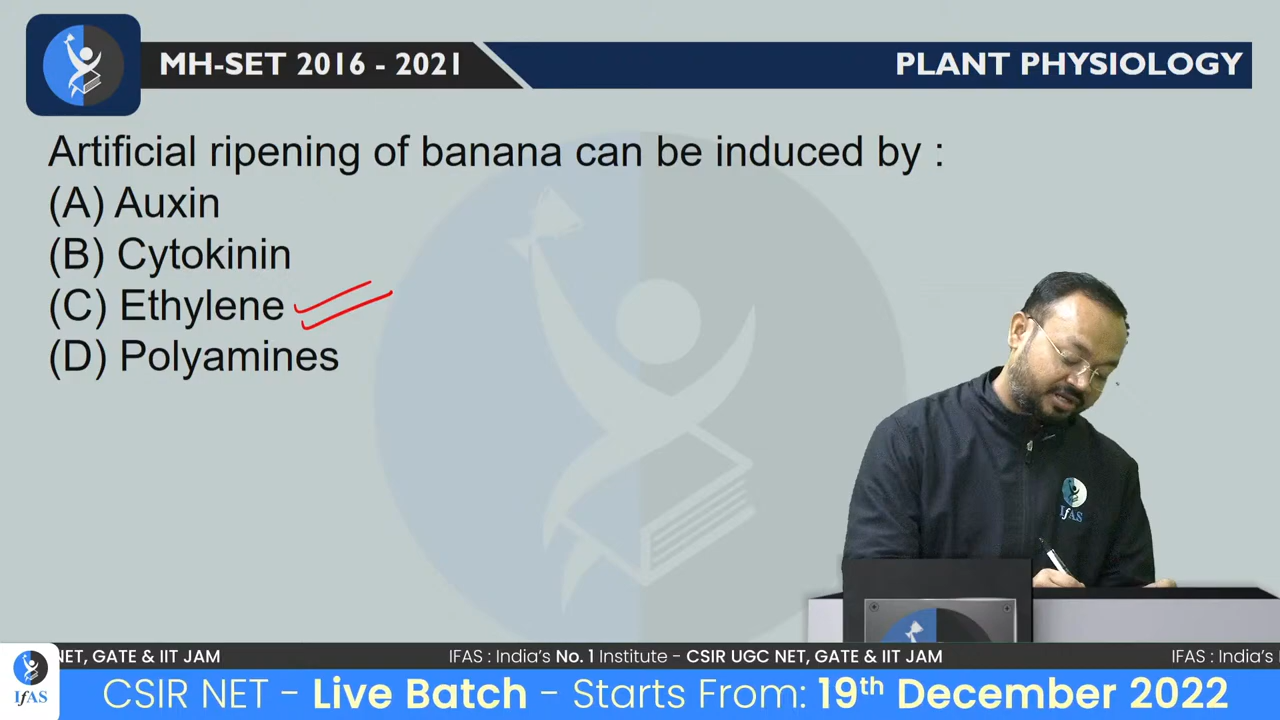 MH-SET 2016 - 2021
PLANT PHYSIOLOGY
Artificial ripening of banana can be induced by :
(A) Auxin
(B) Cytokinin
(C) Ethylene
(D) Polyamines
IfAS
NET, GATE & IIT JAM
IFAS : India's No. 1 Institute - CSIR UGC NET, GATE & IIT JAM
IFAS : India's
IfAS
CSIR NET - Live Batch - Starts From: 19th December 2022